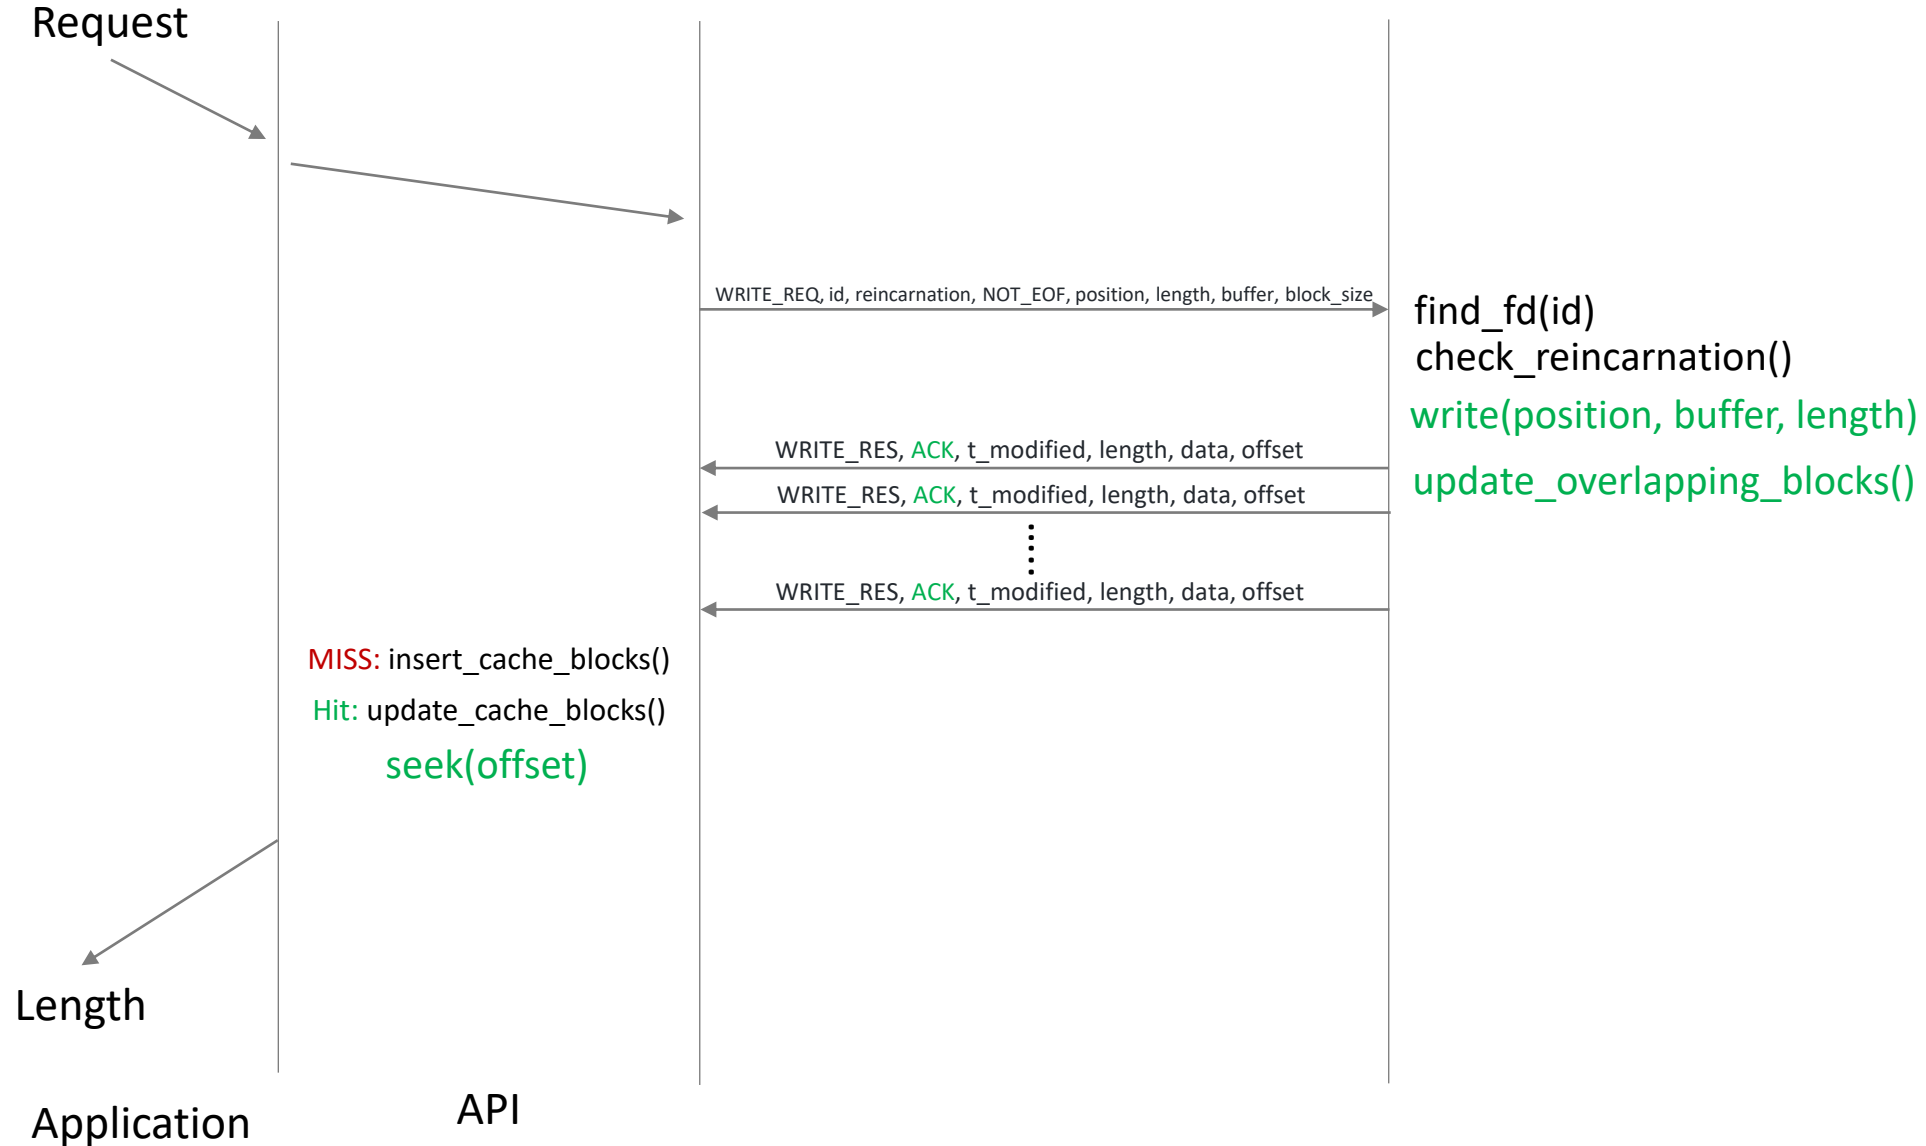 Request
WRITE_REQ, id, reincarnation, NOT_EOF, position, length, buffer, block_size
find_fd(id)
check_reincarnation()
write(position, buffer, length)
WRITE_RES, ACK, t_modified, length, data, offset
update_overlapping_blocks()
WRITE_RES, ACK, t_modified, length, data, offset
WRITE_RES, ACK, t_modified, length, data, offset
MISS: insert_cache_blocks()
Hit: update_cache_blocks()
seek(offset)
Length
Application
API